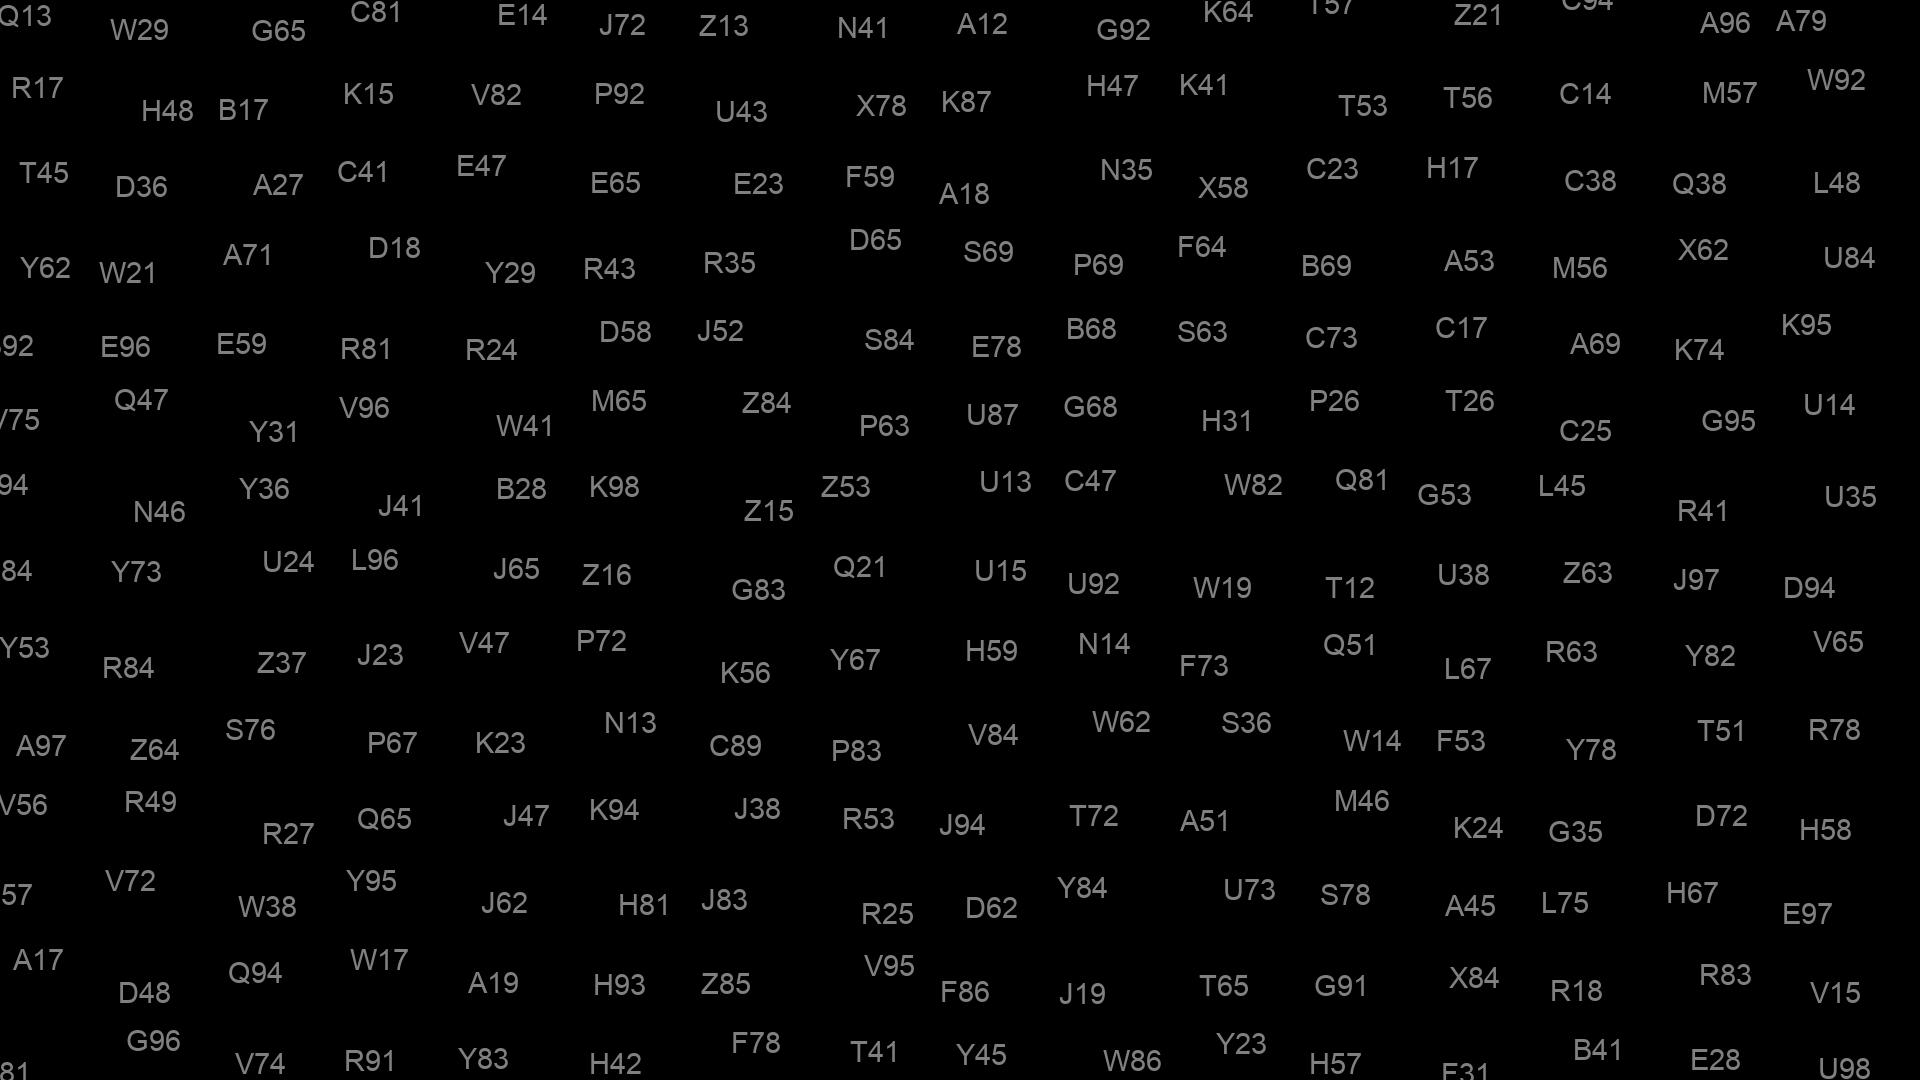 Q13 W29 G65 C81 E14 J72 Z13 N41 A12 G92 K64 T57 Z21 C94 A96 A79
R17 H48 B17 K15 V82 P92 U43 X78 K87 H47 K41 T53 T56 C14 M57 W92
T45 D36 A27 C41 E47 E65 E23 F59 A18 N35 X58 C23 H17 C38 Q38 L48
Y62 W21 A71 D18 Y29 R43 R35 D65 S69 P69 F64 B69 A53 M56 X62 U84
92 E96 E59 R81 R24 D58 J52 S84 E78 B68 S63 C73 C17 A69 K74 K95
V75 Q47 Y31 V96 W41 M65 Z84 P63 U87 G68 H31 P26 T26 C25 G95 U14
94 N46 Y36 J41 B28 K98 Z15 Z53 U13 C47 W82 Q81 G53 L45 R41 U35
84 Y73 U24 L96 J65 Z16 G83 Q21 U15 U92 W19 T12 U38 Z63 J97 D94
Y53 R84 Z37 J23 V47 P72 K56 Y67 H59 N14 F73 Q51 L67 R63 Y82 V65
A97 Z64 S76 P67 K23 N13 C89 P83 V84 W62 S36 W14 F53 Y78 T51 R78
V56 R49 R27 Q65 J47 K94 J38 R53 J94 T72 A51 M46 K24 G35 D72 H58
57 V72 W38 Y95 J62 H81 J83 R25 D62 Y84 U73 S78 A45 L75 H67 E97
A17 D48 Q94 W17 A19 H93 Z85 V95 F86 J19 T65 G91 X84 R18 R83 V15
81 G96 V74 R91 Y83 H42 F78 T41 Y45 W86 Y23 H57 B41 E28 U98